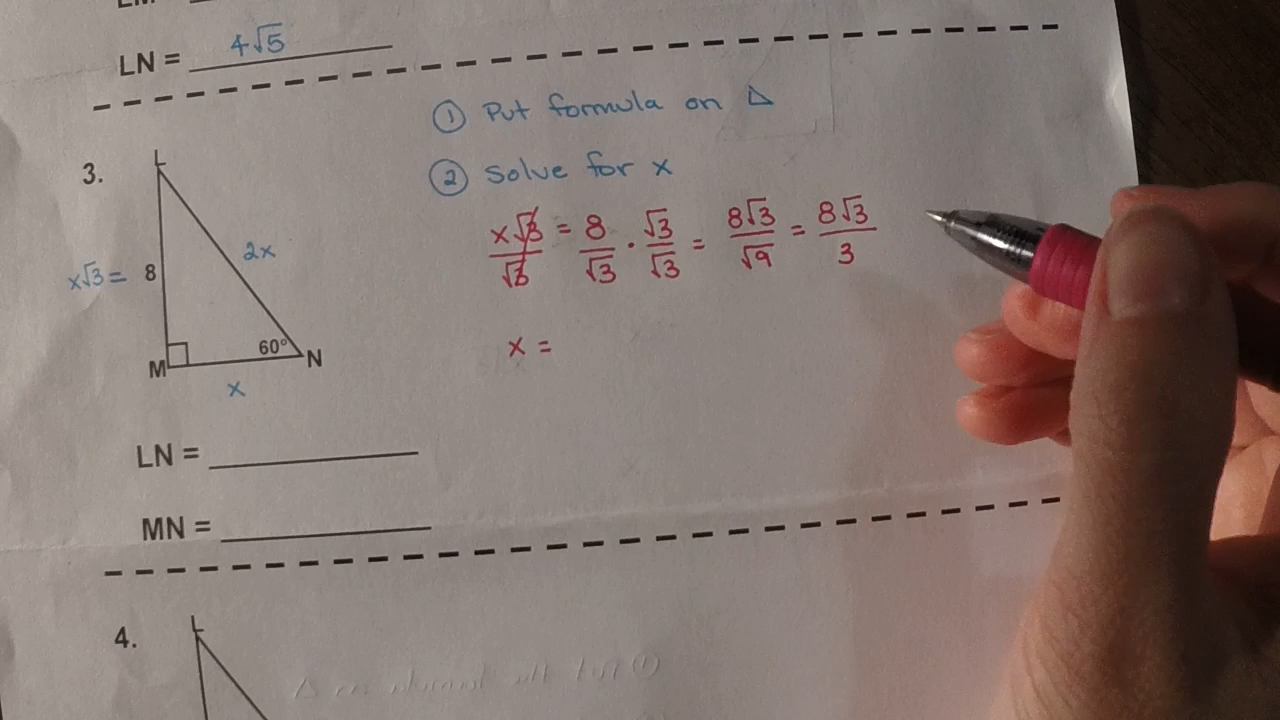 LN = 4√5
① Put formula on △
② Solve for x
3.
L
x√3 = 8
2x
60°
M
N
x
x√3/√3 = 8/√3 · √3/√3 = 8√3/√9 = 8√3/3
x =
LN =
MN =
4.
L